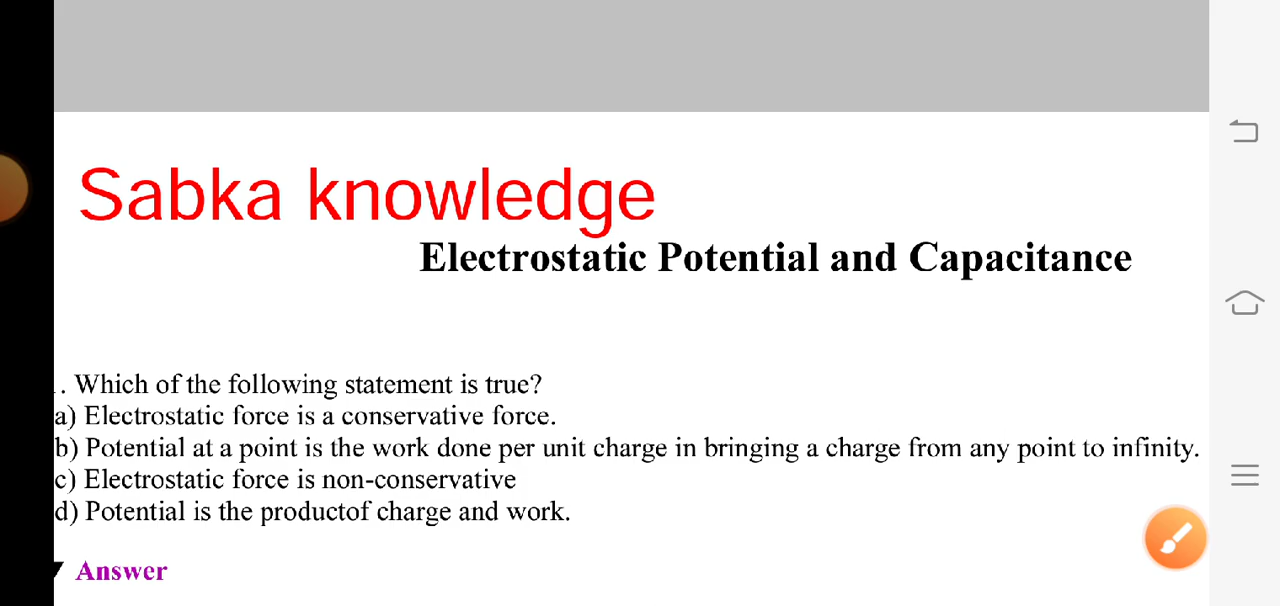 Sabka knowledge
Electrostatic Potential and Capacitance
. Which of the following statement is true?
a) Electrostatic force is a conservative force.
b) Potential at a point is the work done per unit charge in bringing a charge from any point to infinity.
c) Electrostatic force is non-conservative
d) Potential is the productof charge and work.
Answer